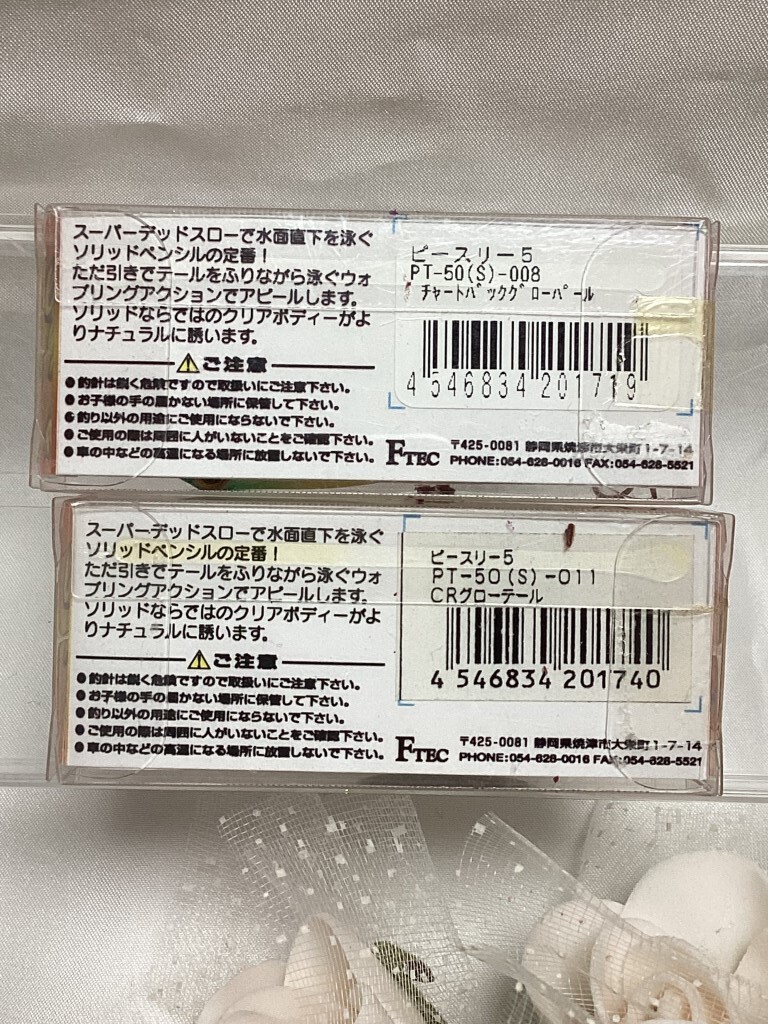 スーパーデッドスローで水面直下を泳ぐ
ソリッドペンシルの定番！
ただ引きでテールをふりながら泳ぐウォ
ブリングアクションでアピールします。
ソリッドならではのクリアボディーがよ
りナチュラルに誘います。
⚠ご注意
●釣針は鋭く危険ですので取扱いにご注意下さい。
●お子様の手の届かない場所に保管して下さい。
●釣り以外の用途にご使用にならないで下さい。
●ご使用の際は周囲に人がいないことをご確認下さい。
●車の中などの高温になる場所に放置しないで下さい。
ピースリー5
PT-50(S)-008
チャートバックグローパール
4 546834 201719
FTEC
〒425-0081 静岡県焼津市大栄町1-7-14
PHONE:054-628-0016 FAX:054-628-5521
スーパーデッドスローで水面直下を泳ぐ
ソリッドペンシルの定番！
ただ引きでテールをふりながら泳ぐウォ
ブリングアクションでアピールします。
ソリッドならではのクリアボディーがよ
りナチュラルに誘います。
⚠ご注意
●釣針は鋭く危険ですので取扱いにご注意下さい。
●お子様の手の届かない場所に保管して下さい。
●釣り以外の用途にご使用にならないで下さい。
●ご使用の際は周囲に人がいないことをご確認下さい。
●車の中などの高温になる場所に放置しないで下さい。
ピースリー5
PT-50(S)-011
CRグローテール
4 546834 201740
FTEC
〒425-0081 静岡県焼津市大栄町1-7-14
PHONE:054-628-0016 FAX:054-628-5521